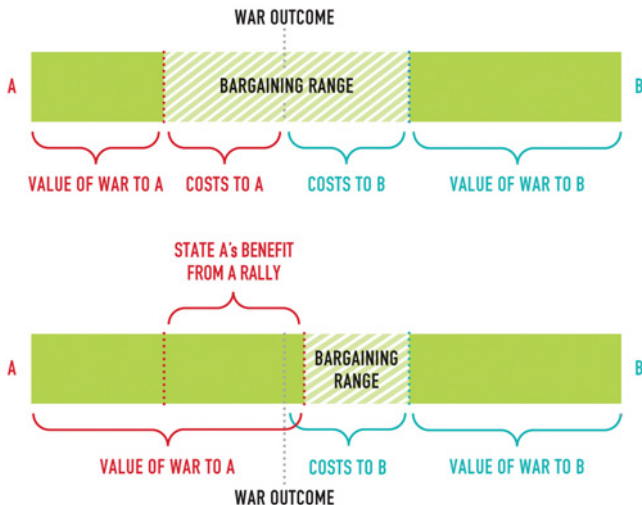 WAR OUTCOME
A
BARGAINING RANGE
B
VALUE OF WAR TO A
COSTS TO A
COSTS TO B
VALUE OF WAR TO B
STATE A's BENEFIT
FROM A RALLY
A
BARGAINING
RANGE
B
VALUE OF WAR TO A
COSTS TO B
VALUE OF WAR TO B
WAR OUTCOME